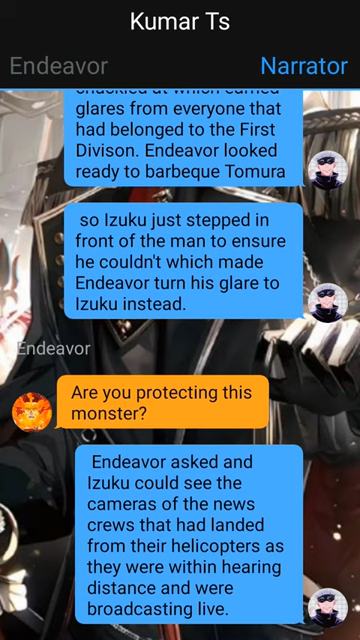 Kumar Ts
Endeavor
Narrator
chuckled at which earned
glares from everyone that
had belonged to the First
Divison. Endeavor looked
ready to barbeque Tomura
so Izuku just stepped in
front of the man to ensure
he couldn't which made
Endeavor turn his glare to
Izuku instead.
Endeavor
Are you protecting this
monster?
Endeavor asked and
Izuku could see the
cameras of the news
crews that had landed
from their helicopters as
they were within hearing
distance and were
broadcasting live.